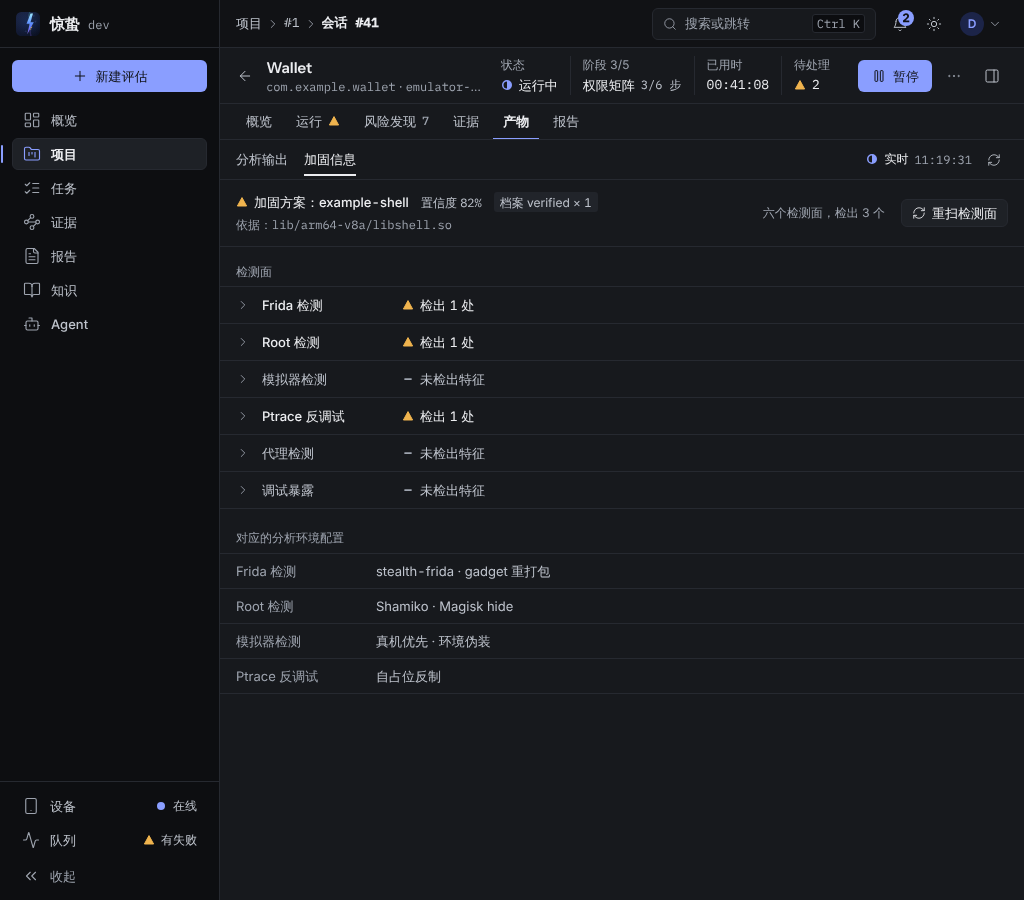 惊蛰 dev
项目 > #1 > 会话 #41
搜索或跳转 Ctrl K
2
D
新建评估
概览
项目
任务
证据
报告
知识
Agent
设备 在线
队列 有失败
收起
Wallet
com.example.wallet · emulator-…
状态
运行中
阶段 3/5
权限矩阵 3/6 步
已用时
00:41:08
待处理
2
暂停
概览 运行 风险发现 7 证据 产物 报告
分析输出 加固信息
实时 11:19:31
加固方案：example-shell 置信度 82% 档案 verified × 1
依据：lib/arm64-v8a/libshell.so
六个检测面，检出 3 个
重扫检测面
检测面
Frida 检测 检出 1 处
Root 检测 检出 1 处
模拟器检测 — 未检出特征
Ptrace 反调试 检出 1 处
代理检测 — 未检出特征
调试暴露 — 未检出特征
对应的分析环境配置
Frida 检测 stealth-frida · gadget 重打包
Root 检测 Shamiko · Magisk hide
模拟器检测 真机优先 · 环境伪装
Ptrace 反调试 自占位反制